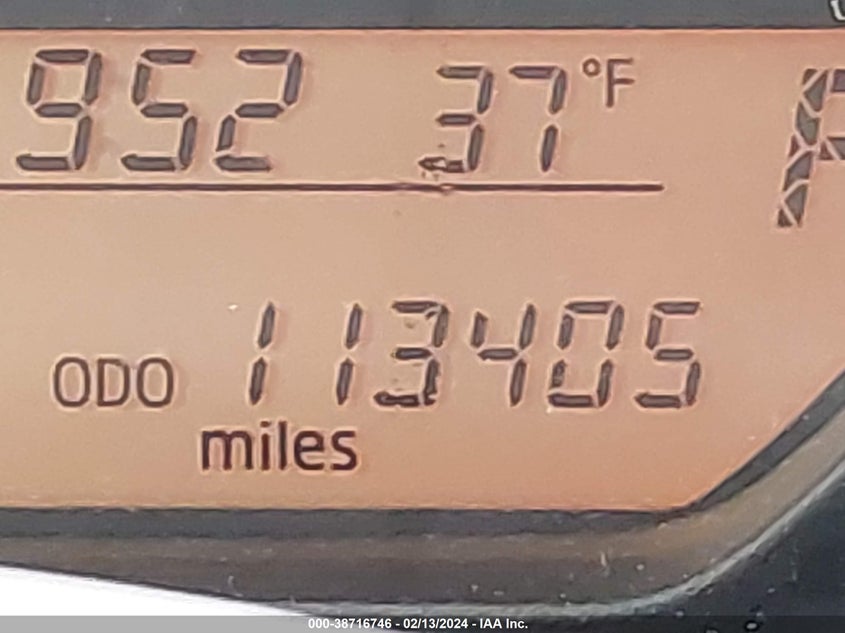 952 37 °F P
ODO 113405
miles
000-38716746 - 02/13/2024 - IAA, Inc.